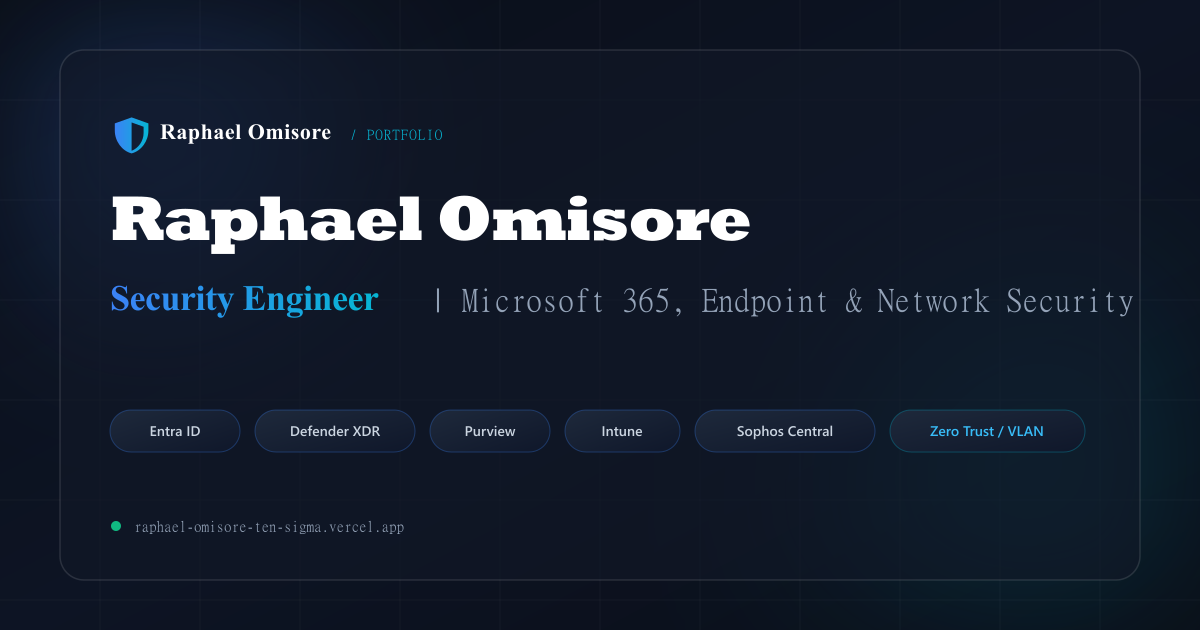 Raphael Omisore / PORTFOLIO
Raphael Omisore
Security Engineer | Microsoft 365, Endpoint & Network Security
Entra ID Defender XDR Purview Intune Sophos Central Zero Trust / VLAN
raphael-omisore-ten-sigma.vercel.app